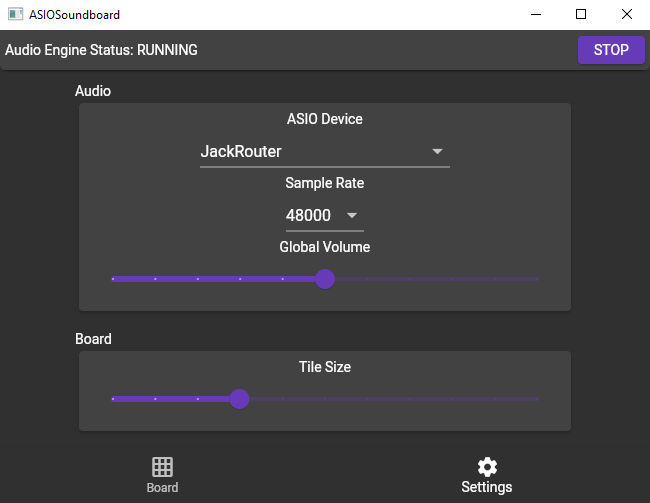 ASIOSoundboard
Audio Engine Status: RUNNING
STOP
Audio
ASIO Device
JackRouter
Sample Rate
48000
Global Volume
Board
Tile Size
Board
Settings